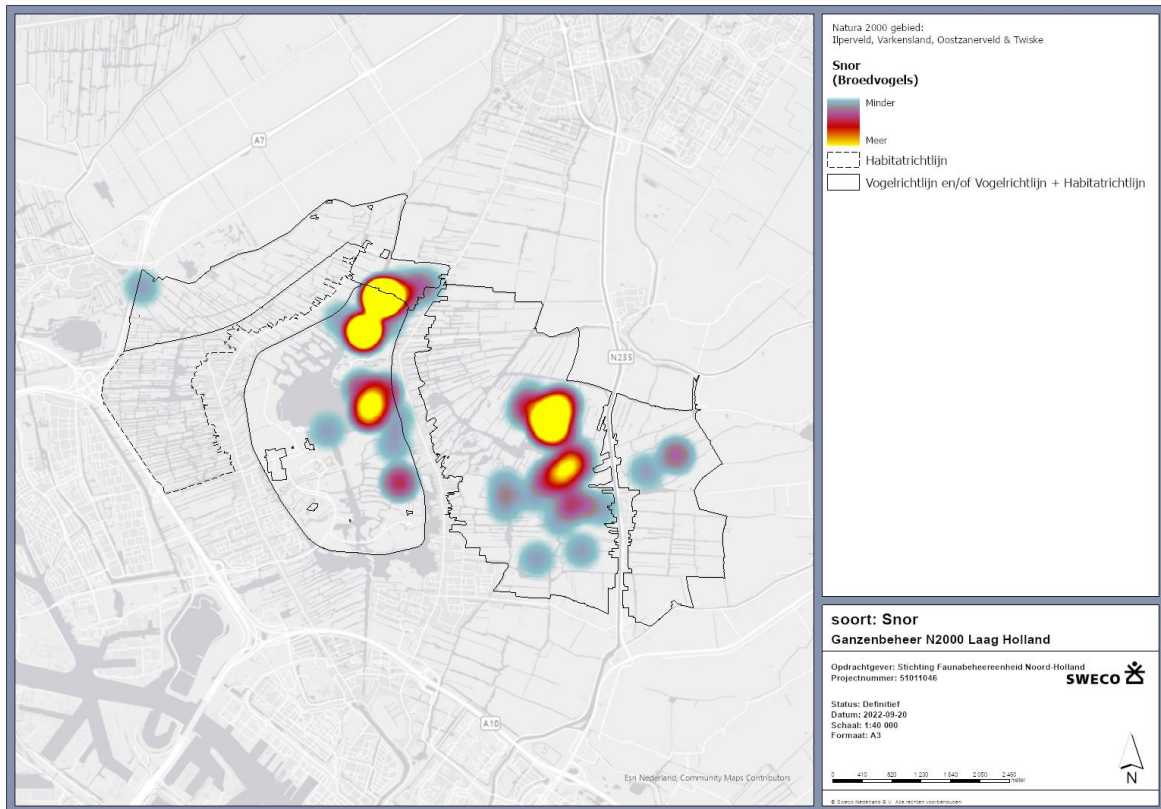 A7
N235
A10
Esri Nederland, Community Maps Contributors
Natura 2000 gebied:
Ilperveld, Varkensland, Oostzanerveld & Twiske
Snor
(Broedvogels)
Minder
Meer
Habitatrichtlijn
Vogelrichtlijn en/of Vogelrichtlijn + Habitatrichtlijn
soort: Snor
Ganzenbeheer N2000 Laag Holland
Opdrachtgever: Stichting Faunabeheereenheid Noord-Holland
Projectnummer: 51011046
SWECO
Status: Definitief
Datum: 2022-09-20
Schaal: 1:40 000
Formaat: A3
0 410 820 1 230 1 640 2 050 2 460
meter
N
© Sweco Nederland B.V. Alle rechten voorbehouden